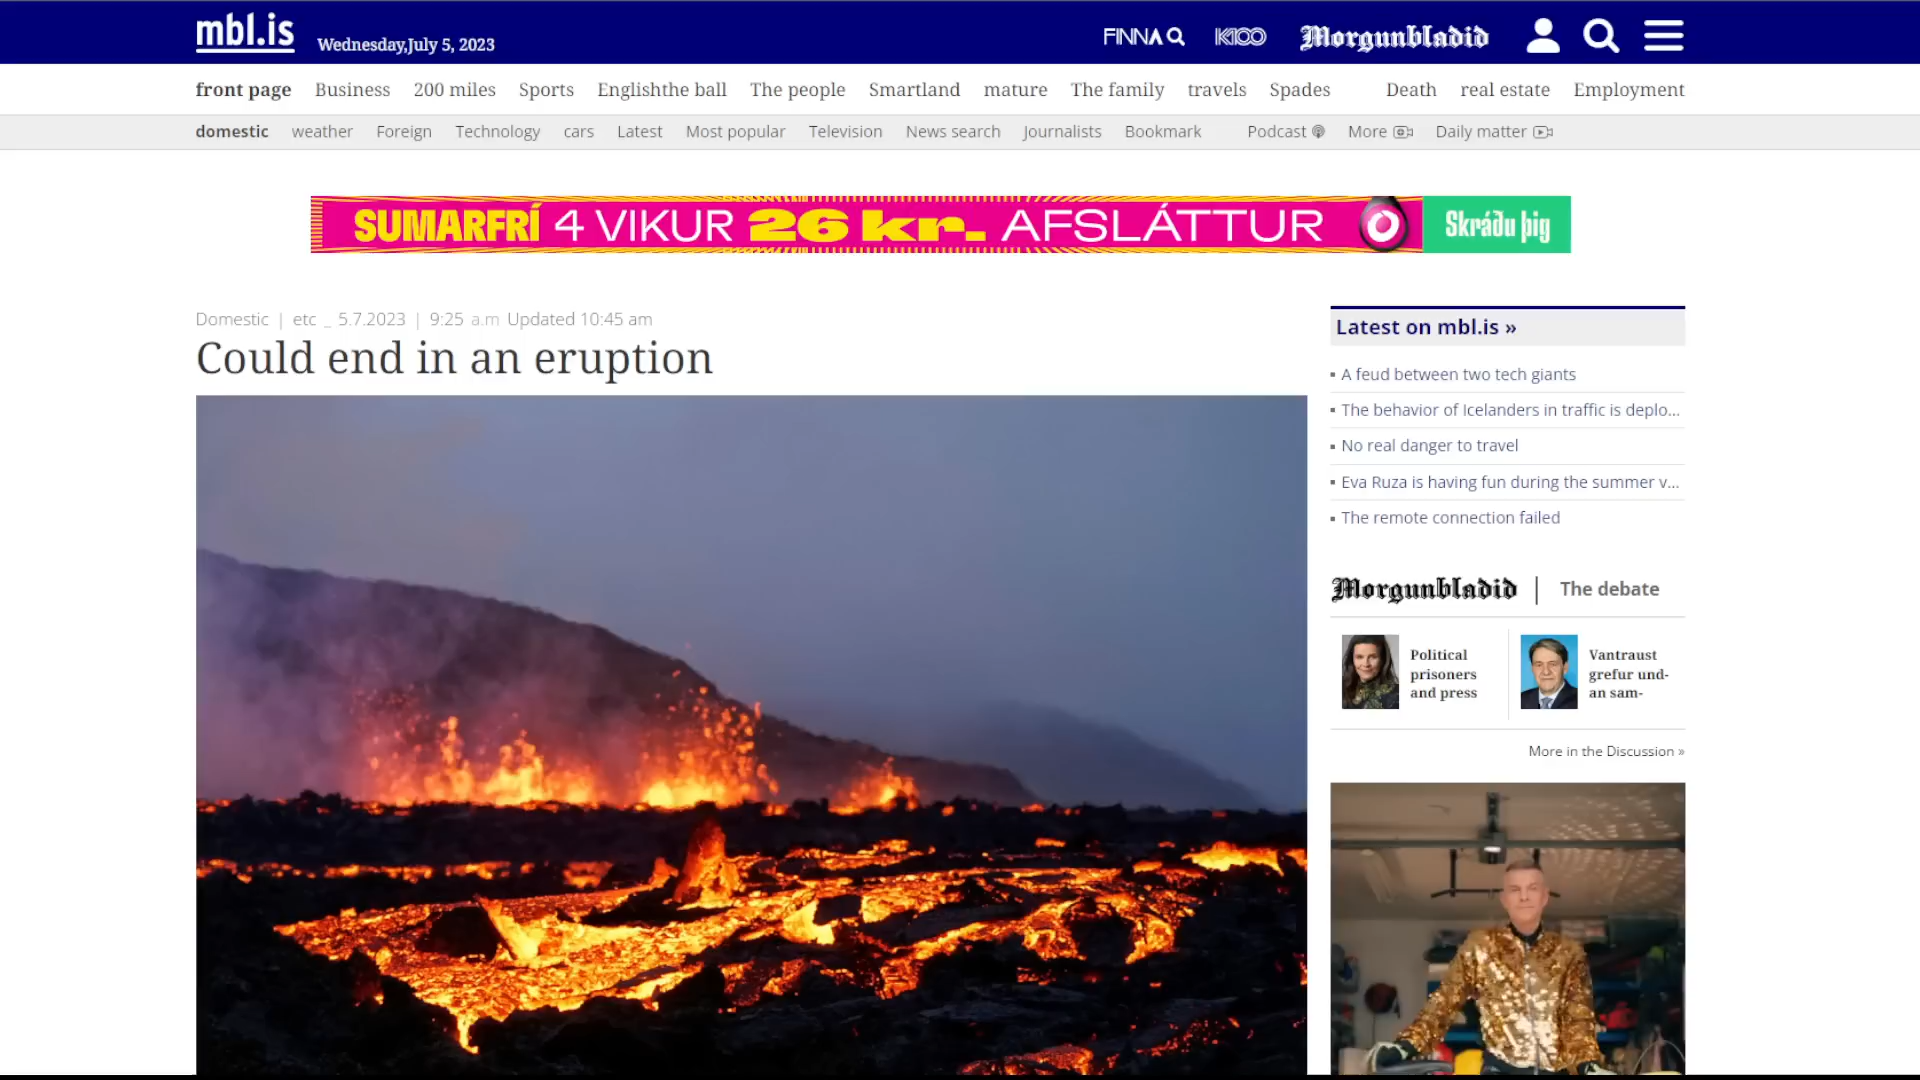 mbl.is
Wednesday,July 5, 2023
FINNA
K100
Morgunbladid
front page Business 200 miles Sports Englishthe ball The people Smartland mature The family travels Spades Death real estate Employment
domestic weather Foreign Technology cars Latest Most popular Television News search Journalists Bookmark Podcast More Daily matter
SUMARFRÍ 4 VIKUR 26 kr. AFSLÁTTUR
Skráðu þig
Domestic | etc _ 5.7.2023 | 9:25 a.m Updated 10:45 am
Could end in an eruption
Latest on mbl.is »
A feud between two tech giants
The behavior of Icelanders in traffic is deplo...
No real danger to travel
Eva Ruza is having fun during the summer v...
The remote connection failed
Morgunbladid | The debate
Political
prisoners
and press
Vantraust
grefur und-
an sam-
More in the Discussion »